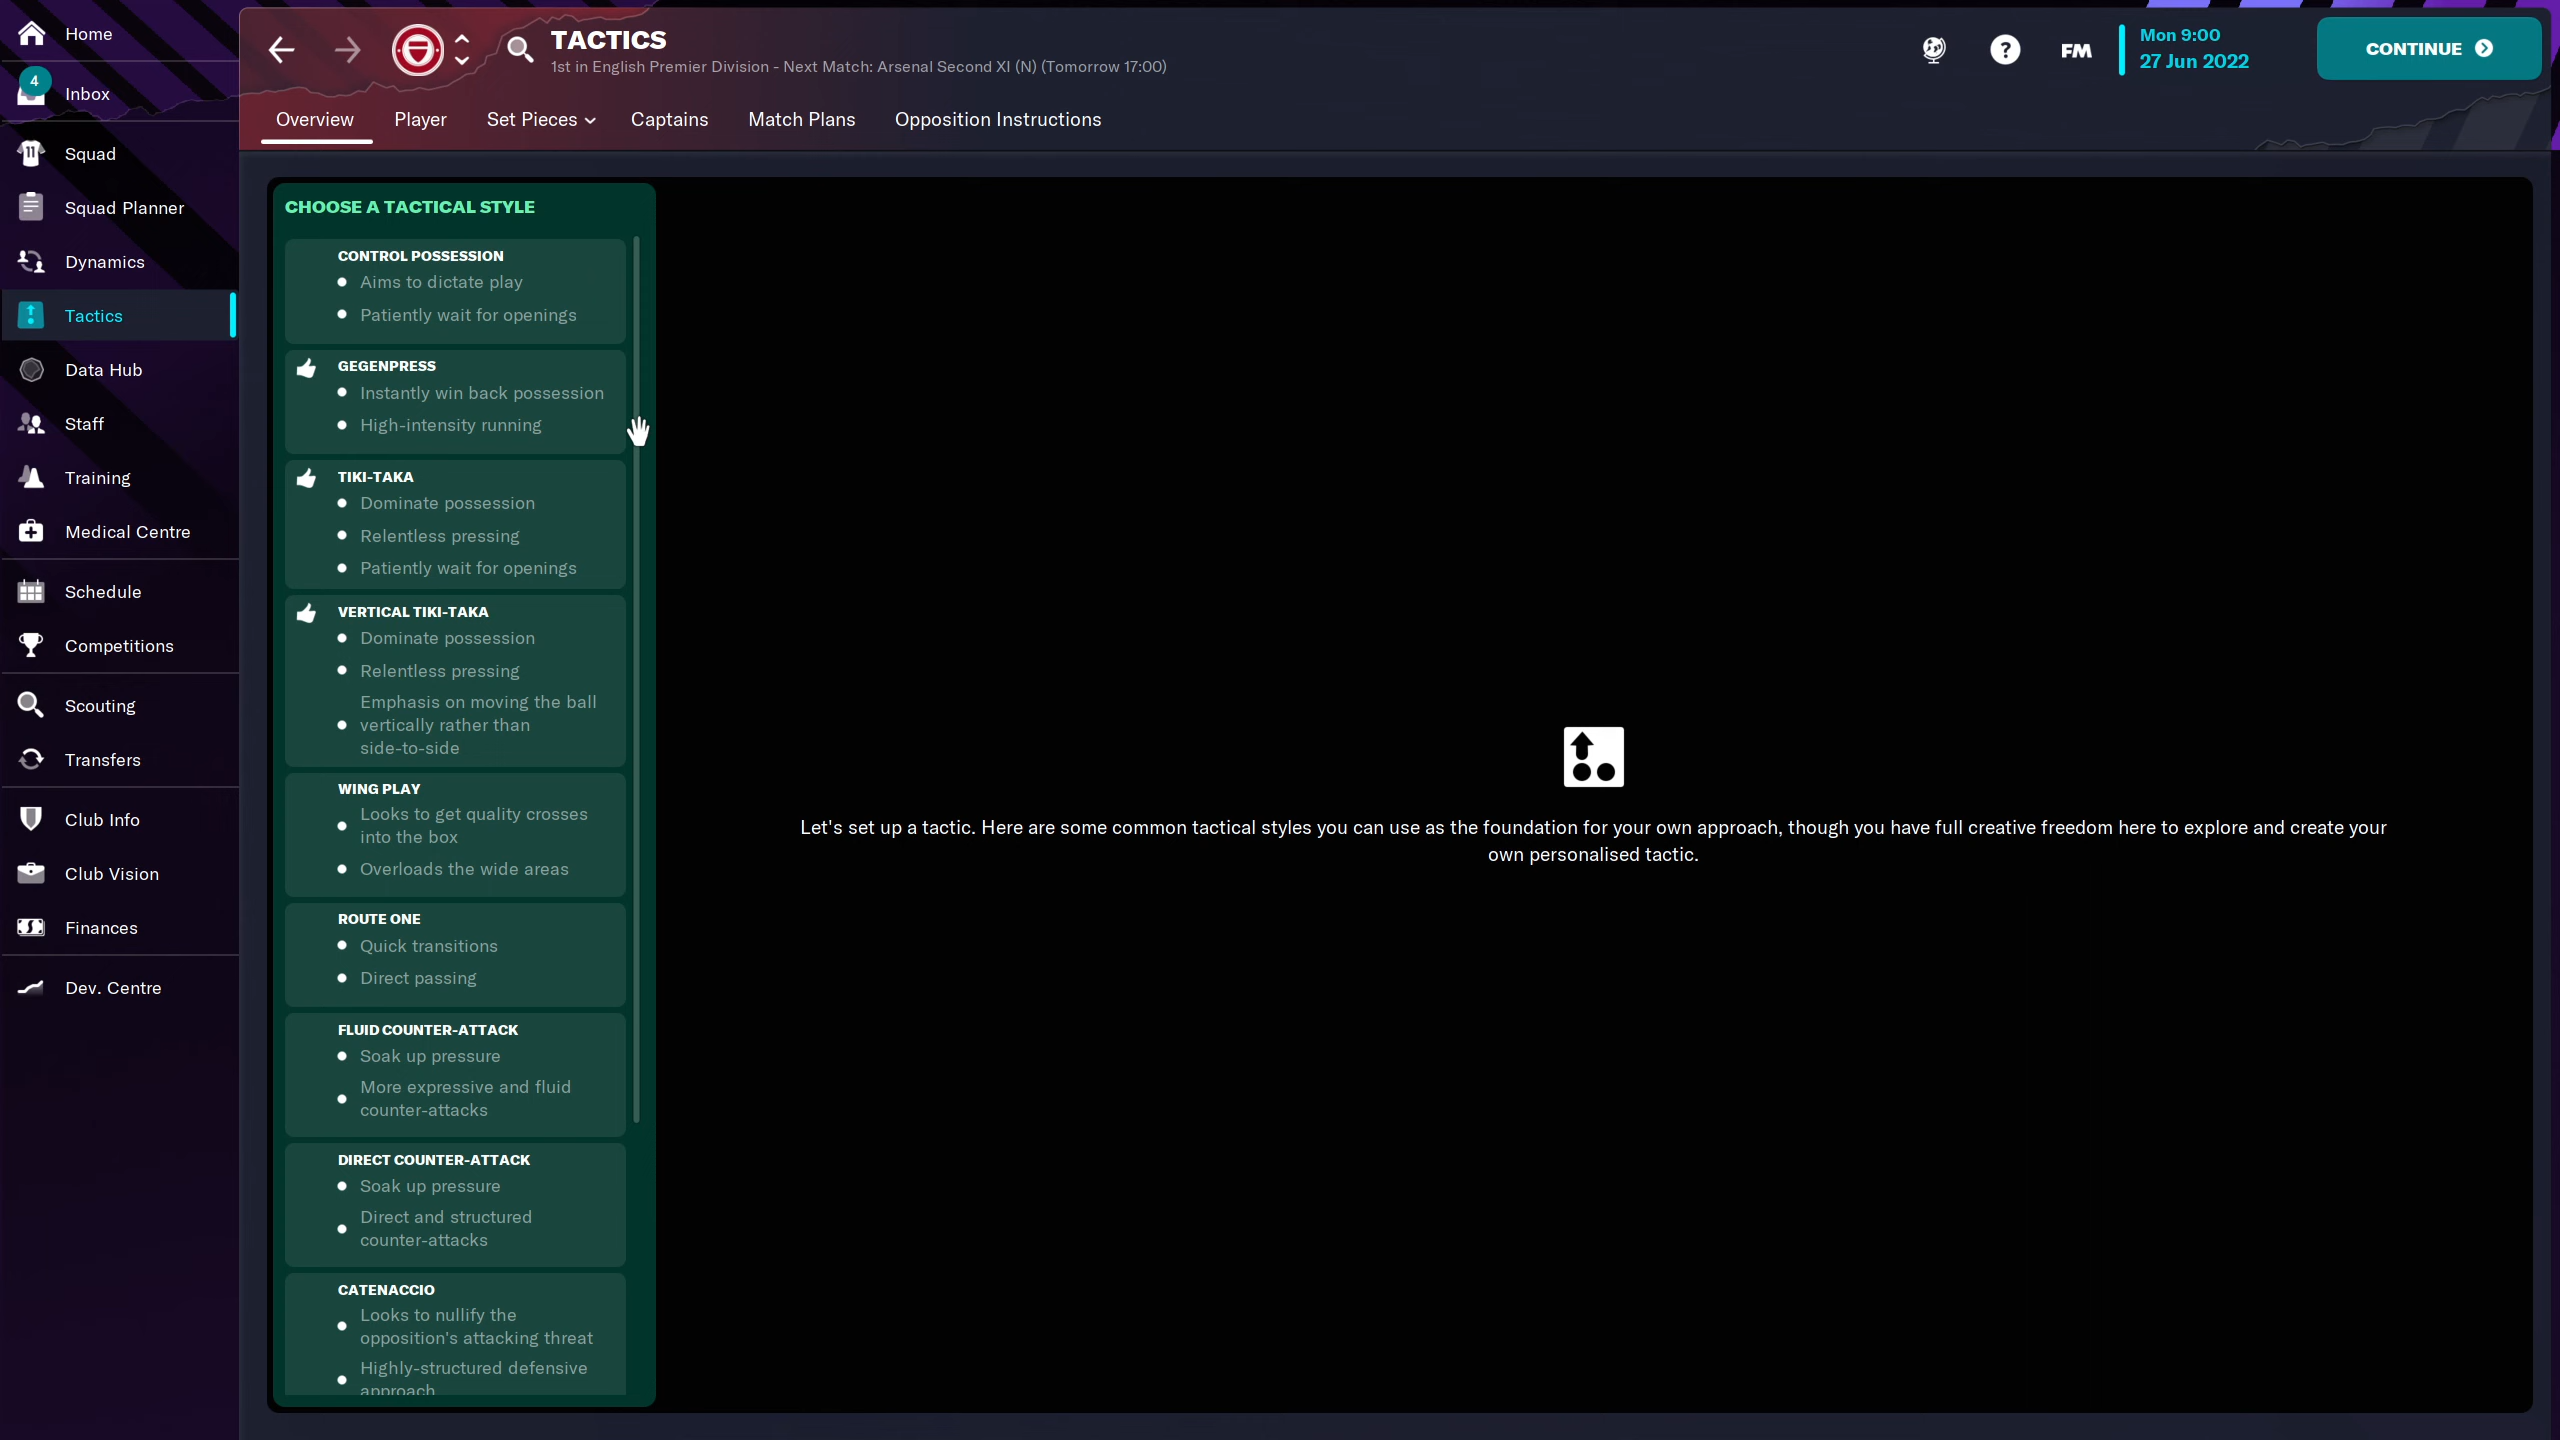 Home
4
Inbox
11
Squad
Squad Planner
Dynamics
Tactics
Data Hub
Staff
Training
Medical Centre
Schedule
Competitions
Scouting
Transfers
Club Info
Club Vision
Finances
Dev. Centre
TACTICS
1st in English Premier Division - Next Match: Arsenal Second XI (N) (Tomorrow 17:00)
?
FM
Mon 9:00
27 Jun 2022
CONTINUE
Overview
Player
Set Pieces
Captains
Match Plans
Opposition Instructions
CHOOSE A TACTICAL STYLE
CONTROL POSSESSION
Aims to dictate play
Patiently wait for openings
GEGENPRESS
Instantly win back possession
High-intensity running
TIKI-TAKA
Dominate possession
Relentless pressing
Patiently wait for openings
VERTICAL TIKI-TAKA
Dominate possession
Relentless pressing
Emphasis on moving the ball
vertically rather than
side-to-side
WING PLAY
Looks to get quality crosses
into the box
Overloads the wide areas
ROUTE ONE
Quick transitions
Direct passing
FLUID COUNTER-ATTACK
Soak up pressure
More expressive and fluid
counter-attacks
DIRECT COUNTER-ATTACK
Soak up pressure
Direct and structured
counter-attacks
CATENACCIO
Looks to nullify the
opposition's attacking threat
Highly-structured defensive
approach
Let's set up a tactic. Here are some common tactical styles you can use as the foundation for your own approach, though you have full creative freedom here to explore and create your
own personalised tactic.